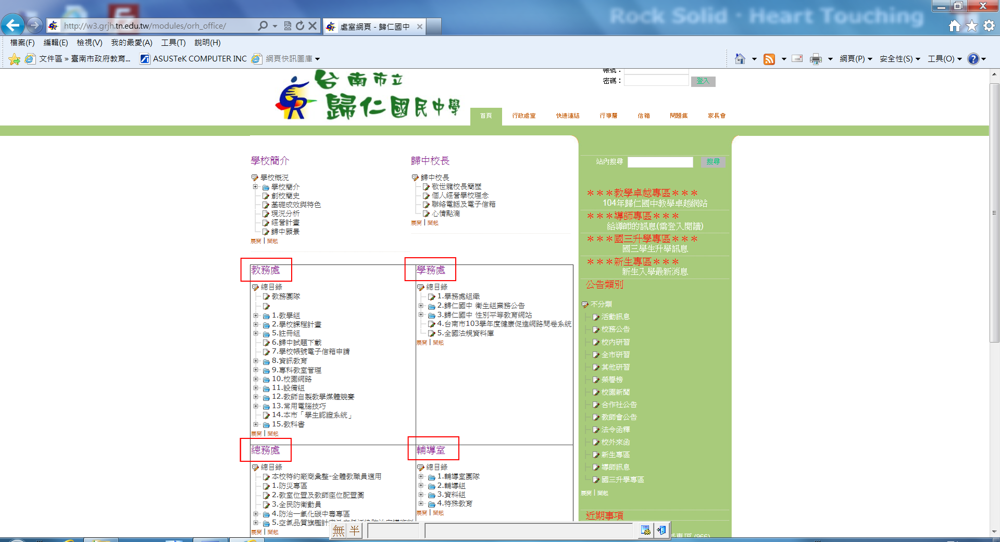 Rock Solid - Heart Touching
http://w3.grjh.tn.edu.tw/modules/orh_office/
處室網頁 - 歸仁國中
檔案(F) 編輯(E) 檢視(V) 我的最愛(A) 工具(T) 說明(H)
文件區 » 臺南市政府教育... ASUSTeK COMPUTER INC 網頁快訊圖庫
網頁(P) 安全性(S) 工具(O)
帳號：
密碼： 登入
台南市立
歸仁國民中學
首頁 行政處室 快速連結 行事曆 信箱 問題集 家長會
學校簡介
學校概況
學校簡介
創校簡史
基礎成效與特色
現況分析
經營計畫
歸中願景
展開 | 闔起
歸中校長
歸中校長
敬世龍校長簡歷
個人經營學校理念
聯絡電話及電子信箱
心情點滴
展開 | 闔起
教務處
總目錄
教務團隊
1.教學組
2.學校課程計畫
5.註冊組
6.歸中試題下載
7.學校帳號電子信箱申請
8.資訊教育
9.專科教室管理
10.校園網路
11.設備組
12.教師自製教學媒體競賽
13.常用電腦技巧
14.本市「學生認證系統」
15.教科書
展開 | 闔起
學務處
總目錄
1.學務處組織
2.歸仁國中 衛生組業務公告
3.歸仁國中 性別平等教育網站
4.台南市103學年度健康促進網路問卷系統
5.全國法規資料庫
展開 | 闔起
總務處
總目錄
本校特約廠商彙整-全體教職員適用
1.防災專區
2.教室位置及教師座位配置圖
3.全民防衛動員
4.防治一氧化碳中毒專區
展開 | 闔起
輔導室
總目錄
1.輔導室團隊
2.輔導組
3.資料組
4.特殊教育
展開 | 闔起
站內搜尋 搜尋
＊＊＊教學卓越專區＊＊＊
104年歸仁國中教學卓越網站
＊＊＊導師專區＊＊＊
給導師的訊息(需登入閱讀)
＊＊＊國三升學專區＊＊＊
國三學生升學訊息
＊＊＊新生專區＊＊＊
新生入學最新消息
公告類別
不分類
活動訊息
校務公告
校內研習
全市研習
其他研習
榮譽榜
校園新聞
合作社公告
教師會公告
法令函釋
校外來函
新生專區
導師訊息
國三升學專區
展開 | 闔起
近期事項
專區 (966)
無 半